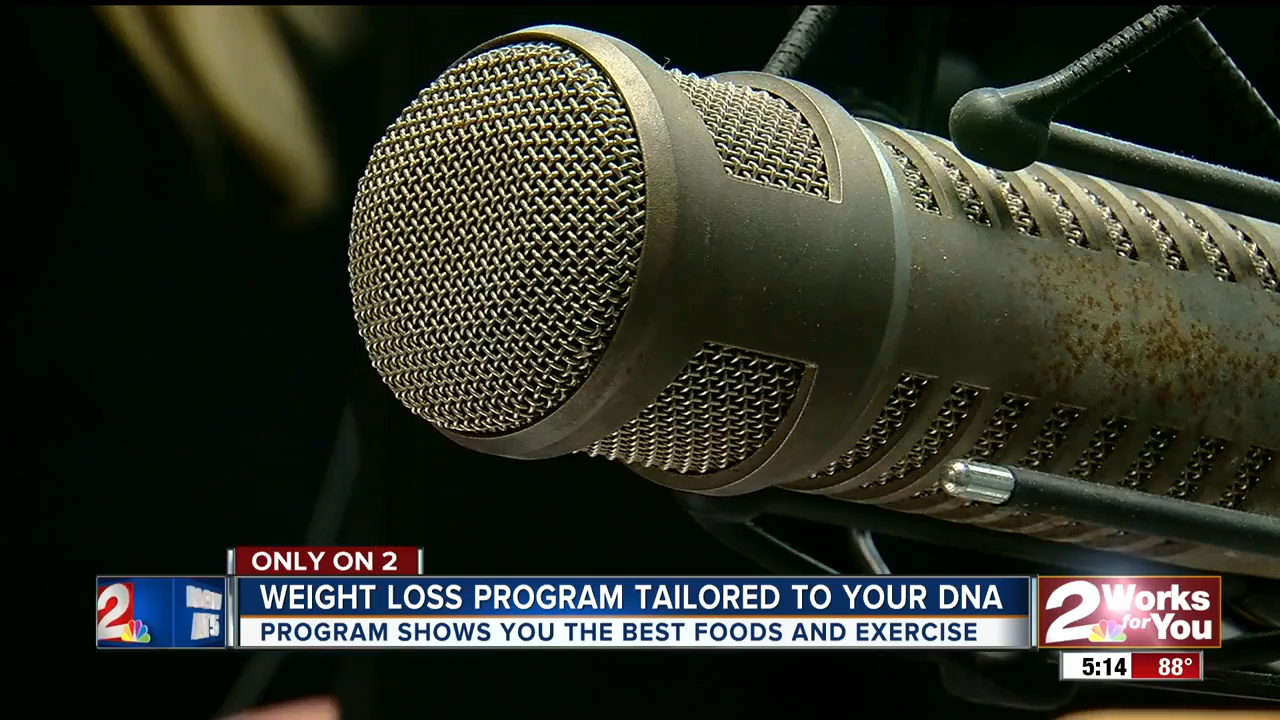 ONLY ON 2
2
WEIGHT LOSS PROGRAM TAILORED TO YOUR DNA
PROGRAM SHOWS YOU THE BEST FOODS AND EXERCISE
2 Works for You
5:14 88°